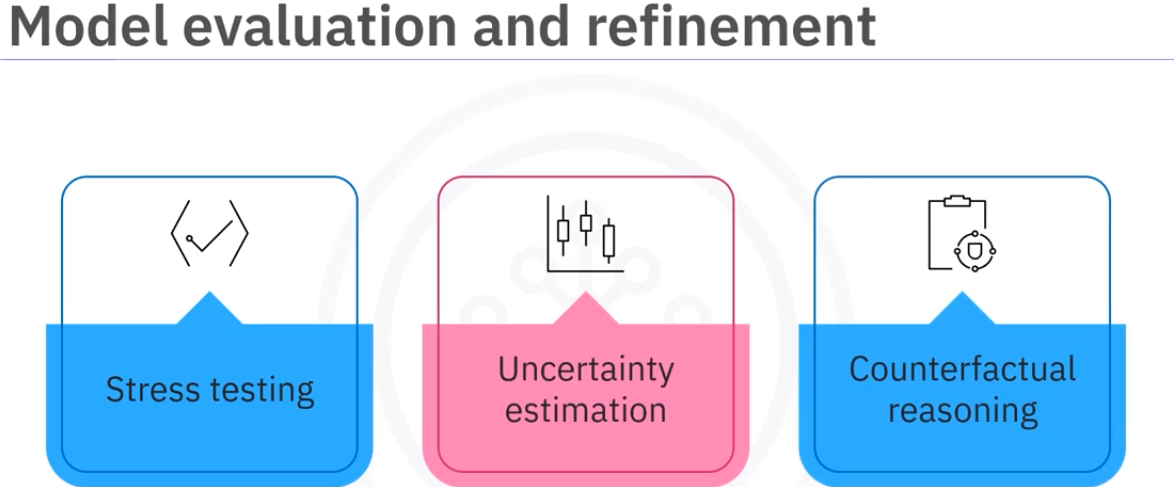 Model evaluation and refinement
Stress testing
Uncertainty
estimation
Counterfactual
reasoning